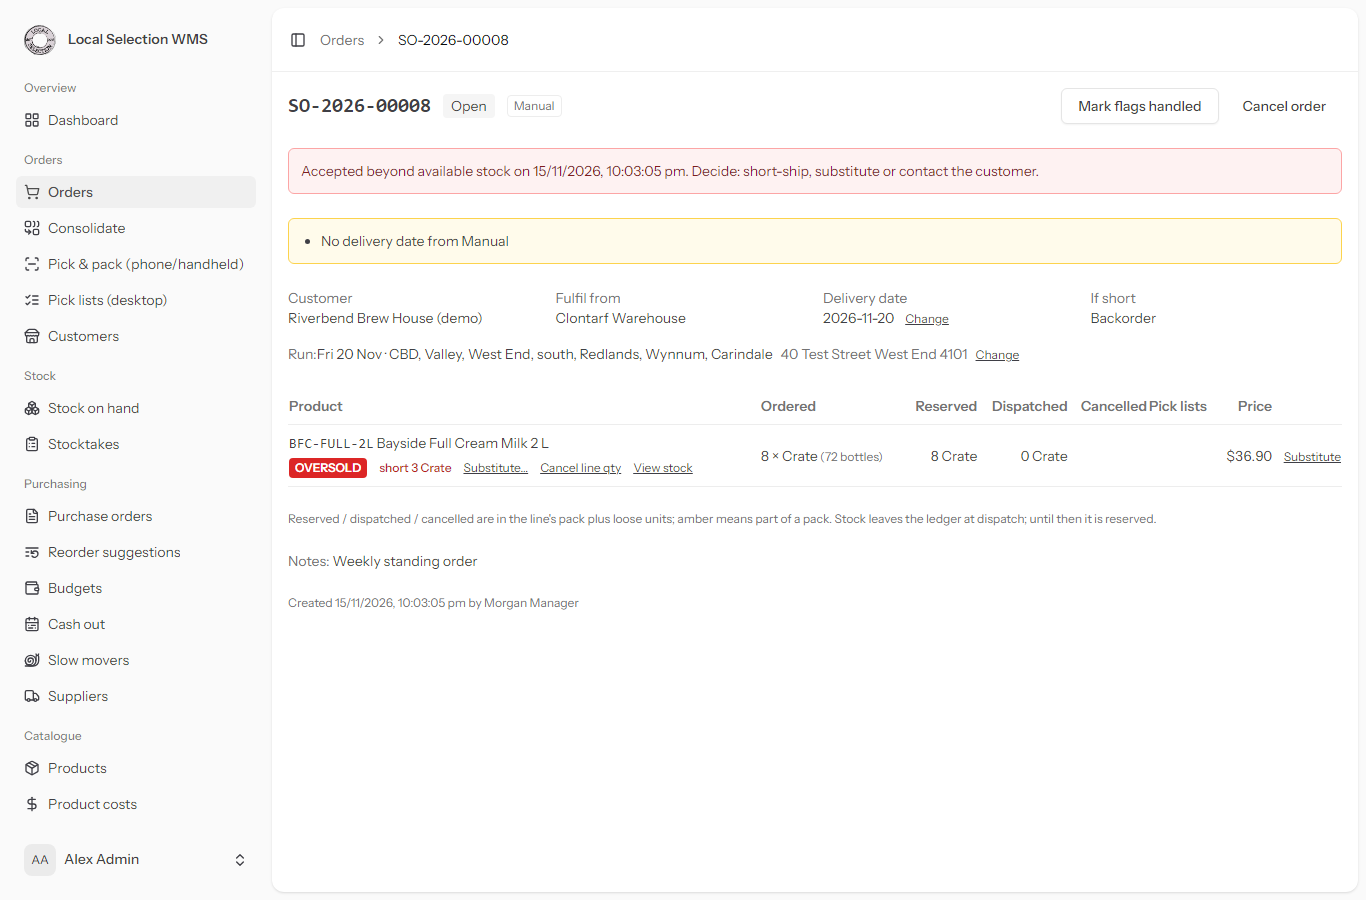 Local Selection WMS
Overview
Dashboard
Orders
Orders
Consolidate
Pick & pack (phone/handheld)
Pick lists (desktop)
Customers
Stock
Stock on hand
Stocktakes
Purchasing
Purchase orders
Reorder suggestions
Budgets
Cash out
Slow movers
Suppliers
Catalogue
Products
Product costs
AA Alex Admin
Orders > SO-2026-00008
SO-2026-00008 Open Manual Mark flags handled Cancel order
Accepted beyond available stock on 15/11/2026, 10:03:05 pm. Decide: short-ship, substitute or contact the customer.
• No delivery date from Manual
Customer Fulfil from Delivery date If short
Riverbend Brew House (demo) Clontarf Warehouse 2026-11-20 Change Backorder
Run:Fri 20 Nov · CBD, Valley, West End, south, Redlands, Wynnum, Carindale 40 Test Street West End 4101 Change
Product Ordered Reserved Dispatched Cancelled Pick lists Price
BFC-FULL-2L Bayside Full Cream Milk 2 L
8 × Crate (72 bottles) 8 Crate 0 Crate $36.90 Substitute
OVERSOLD short 3 Crate Substitute... Cancel line qty View stock
Reserved / dispatched / cancelled are in the line's pack plus loose units; amber means part of a pack. Stock leaves the ledger at dispatch; until then it is reserved.
Notes: Weekly standing order
Created 15/11/2026, 10:03:05 pm by Morgan Manager